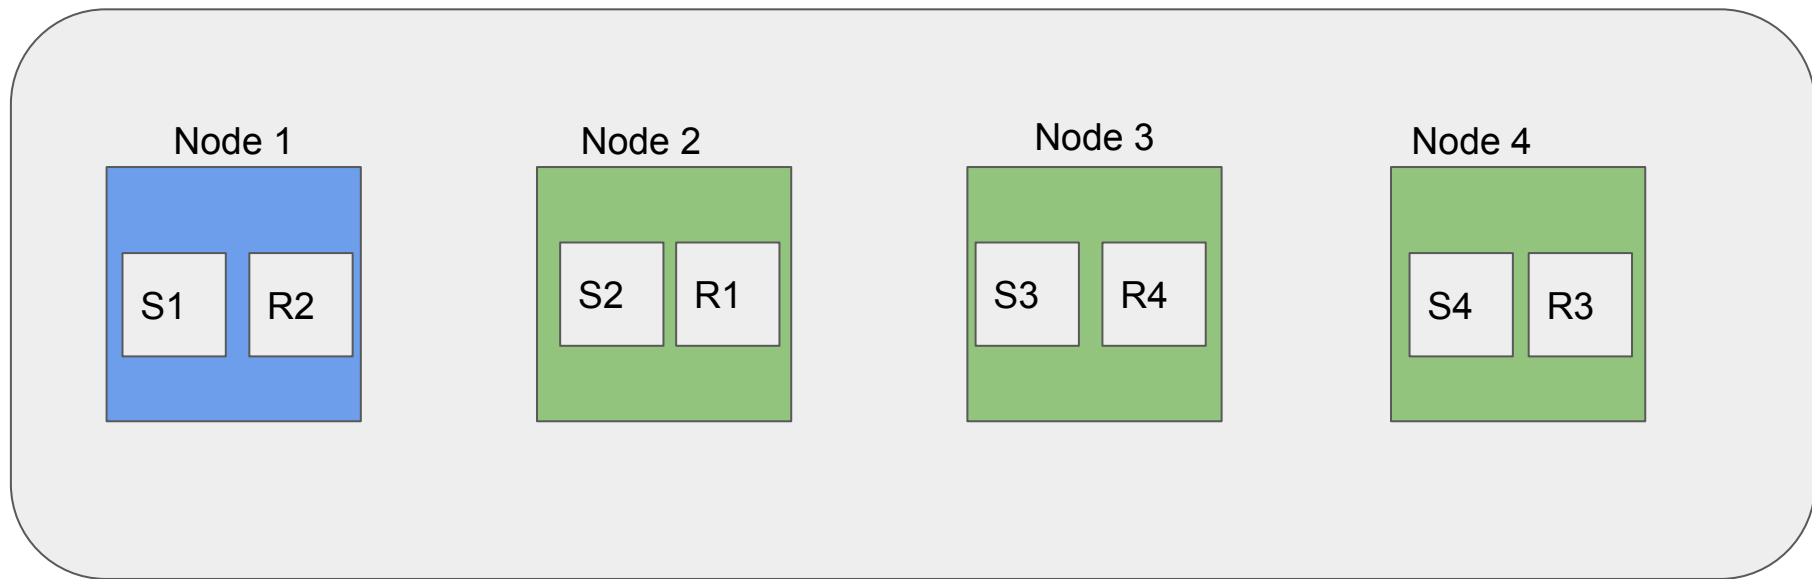 Node 1
Node 2
Node 3
Node 4
S1
R2
S2
R1
S3
R4
S4
R3